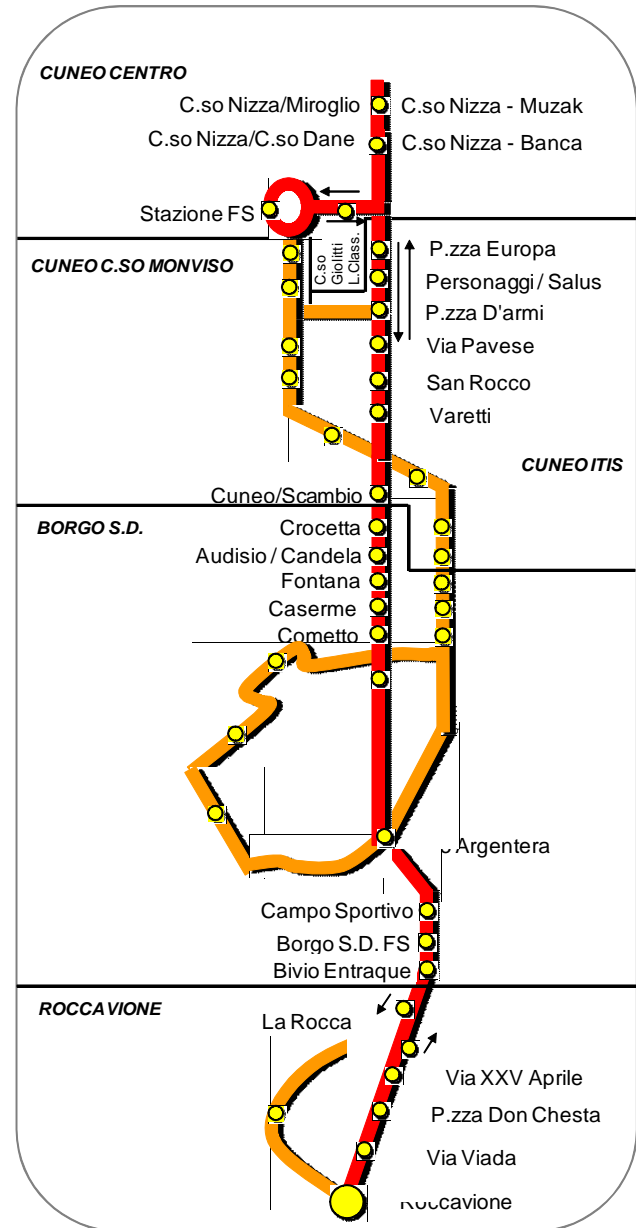 CUNEO CENTRO
C.so Nizza/Miroglio
C.so Nizza - Muzak
C.so Nizza/C.so Dane
C.so Nizza - Banca
Stazione FS
CUNEO C.SO MONVISO
C.so
Giolitti
L.Class.
P.zza Europa
Personaggi / Salus
P.zza D'armi
Via Pavese
San Rocco
Varetti
CUNEO ITIS
Cuneo/Scambio
BORGO S.D.
Crocetta
Audisio / Candela
Fontana
Caserme
Cometto
Argentera
Campo Sportivo
Borgo S.D. FS
Bivio Entraque
ROCCAVIONE
La Rocca
Via XXV Aprile
P.zza Don Chesta
Via Viada
Roccavione